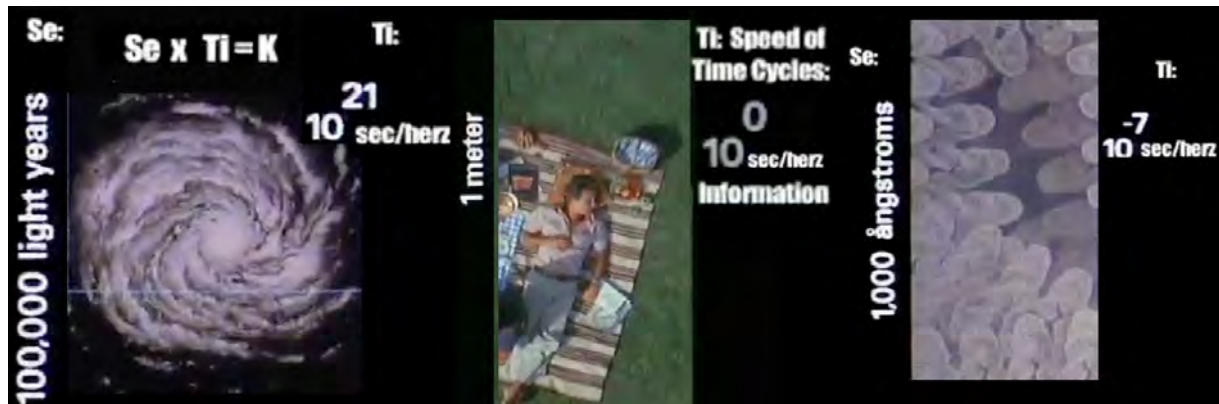 Se:
Se x Ti = K
Ti:
21
10 sec/herz
100,000 light years
1 meter
Ti: Speed of
Time Cycles:
0
10 sec/herz
Information
Se:
1,000 ångstroms
Ti:
-7
10 sec/herz